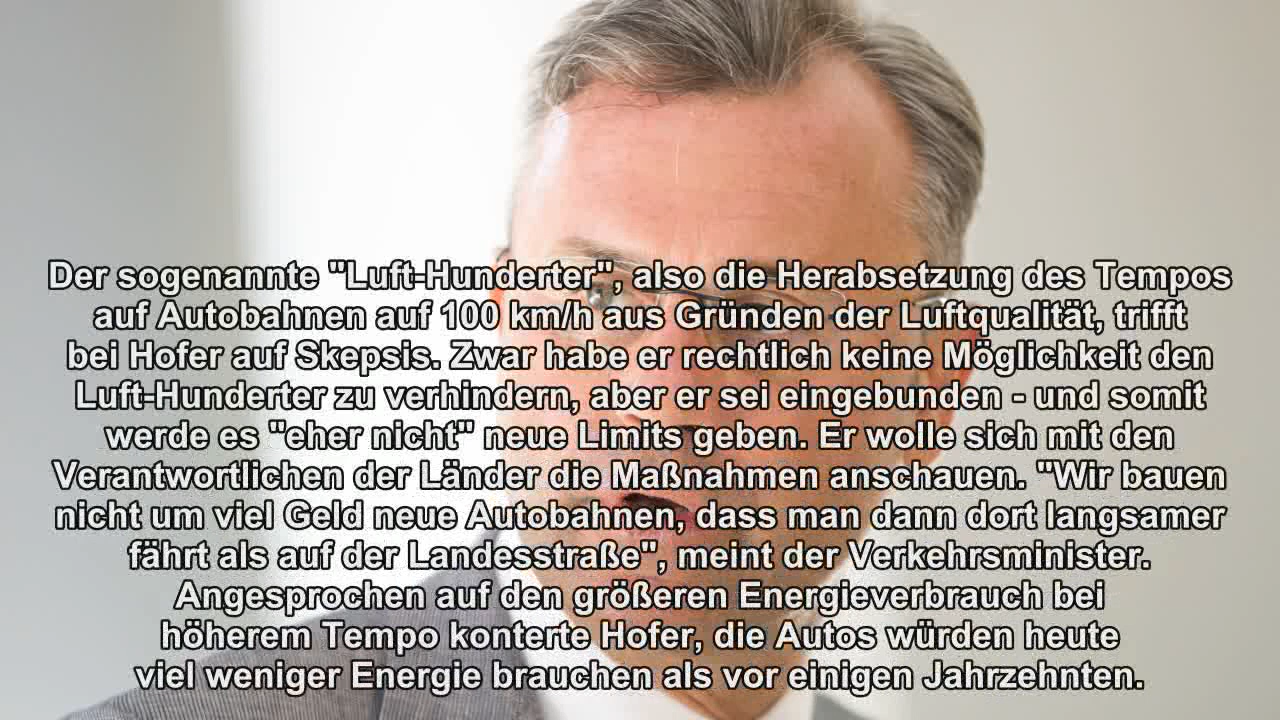 Der sogenannte "Luft-Hunderter", also die Herabsetzung des Tempos
auf Autobahnen auf 100 km/h aus Gründen der Luftqualität, trifft
bei Hofer auf Skepsis. Zwar habe er rechtlich keine Möglichkeit den
Luft-Hunderter zu verhindern, aber er sei eingebunden - und somit
werde es "eher nicht" neue Limits geben. Er wolle sich mit den
Verantwortlichen der Länder die Maßnahmen anschauen. "Wir bauen
nicht um viel Geld neue Autobahnen, dass man dann dort langsamer
fährt als auf der Landesstraße", meint der Verkehrsminister.
Angesprochen auf den größeren Energieverbrauch bei
höherem Tempo konterte Hofer, die Autos würden heute
viel weniger Energie brauchen als vor einigen Jahrzehnten.